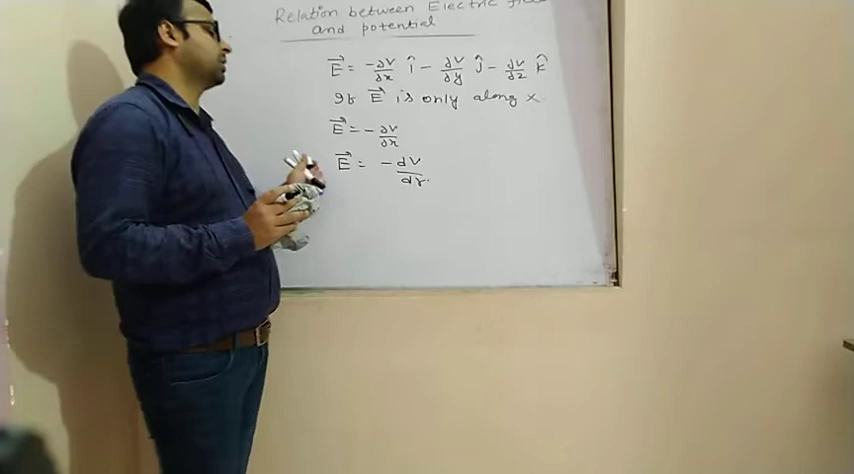 Relation between Electric field
and potential
E⃗ = -∂V/∂x î - ∂V/∂y ĵ - ∂V/∂z k̂
If E⃗ is only along x
E⃗ = -∂V/∂x
E⃗ = -dV/dr.